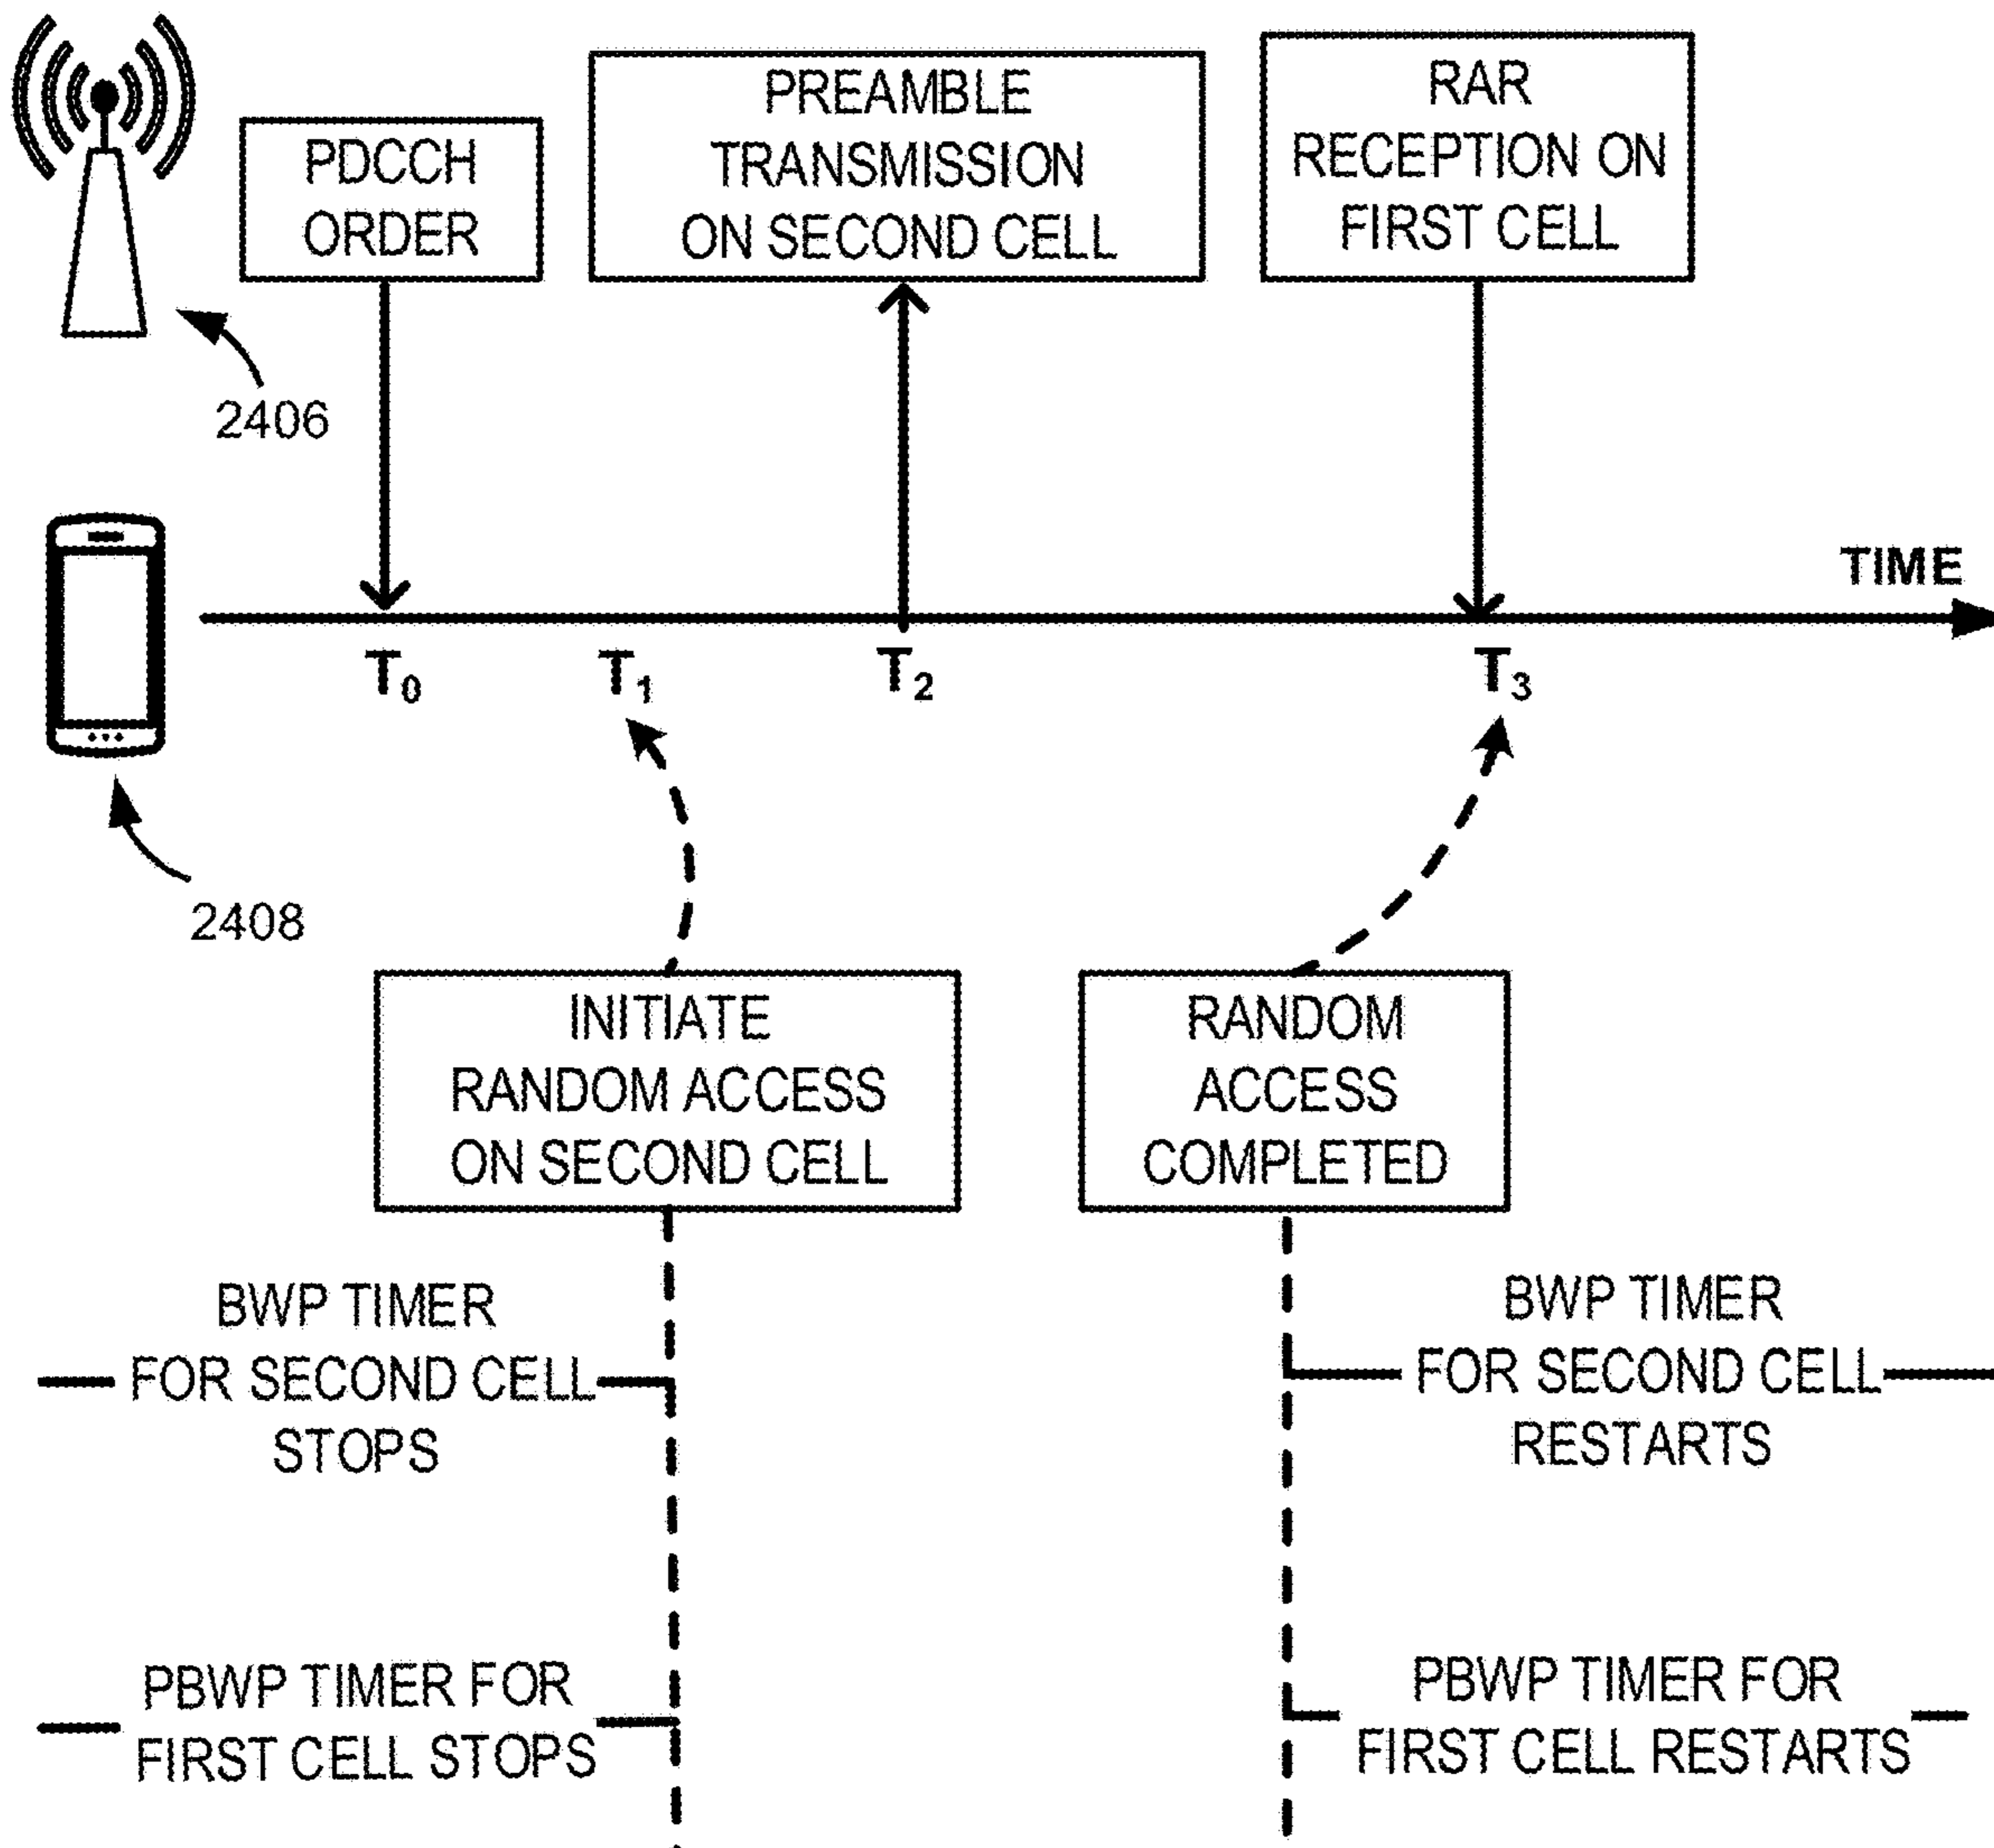 PDCCH
ORDER
PREAMBLE
TRANSMISSION
ON SECOND CELL
RAR
RECEPTION ON
FIRST CELL
2406
TIME
T₀
T₁
T₂
T₃
2408
INITIATE
RANDOM ACCESS
ON SECOND CELL
RANDOM
ACCESS
COMPLETED
BWP TIMER
FOR SECOND CELL
STOPS
BWP TIMER
FOR SECOND CELL
RESTARTS
PBWP TIMER FOR
FIRST CELL STOPS
PBWP TIMER FOR
FIRST CELL RESTARTS